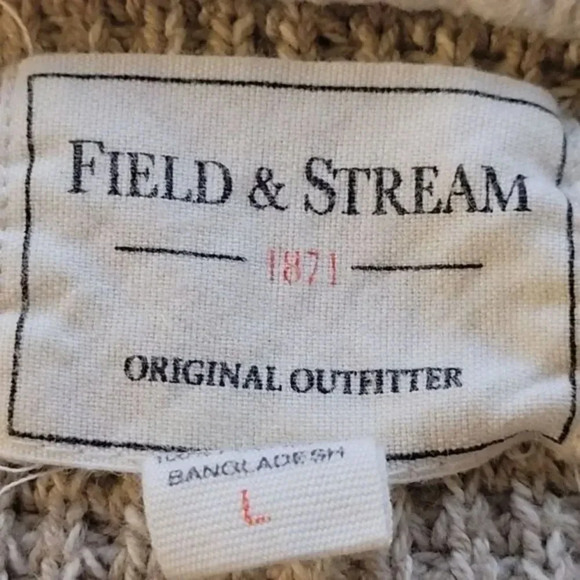 FIELD & STREAM
1871
ORIGINAL OUTFITTER
BANGLADESH
L